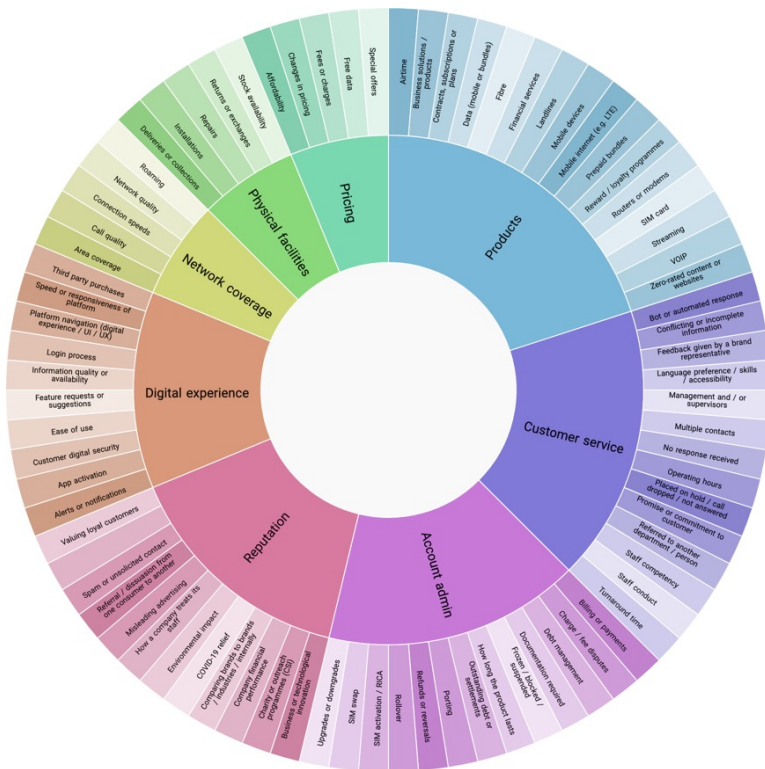 Products
Airtime
Business solutions /
products
Contracts, subscriptions or
plans
Data (mobile or bundles)
Fibre
Financial services
Landlines
Mobile devices
Mobile internet (e.g. LTE)
Prepaid bundles
Reward / loyalty programmes
Routers or modems
SIM card
Streaming
VOIP
Zero-rated content or
websites
Customer service
Bot or automated response
Conflicting or incomplete
information
Feedback given by a brand
representative
Language preference / skills
/ accessibility
Management and / or
supervisors
Multiple contacts
No response received
Operating hours
Placed on hold / call
dropped / not answered
Promise or commitment to
customer
Referred to another
department / person
Staff competency
Staff conduct
Turnaround time
Account admin
Billing or payments
Charge / fee disputes
Debt management
Documentation required
Frozen / blocked /
suspended
How long the product lasts
Outstanding debt or
settlements
Porting
Refunds or reversals
Rollover
SIM activation / RICA
SIM swap
Upgrades or downgrades
Reputation
Business or technological
innovation
Charity or outreach
programmes (CSI)
Company financial
performance
Comparing brands to brands
/ Industries / internally
COVID-19 relief
Environmental impact
How a company treats its
staff
Misleading advertising
Referral / dissuasion from
one consumer to another
Spam or unsolicited contact
Valuing loyal customers
Digital experience
Alerts or notifications
App activation
Customer digital security
Ease of use
Feature requests or
suggestions
Information quality or
availability
Login process
Platform navigation (digital
experience / UI / UX)
Speed or responsiveness of
platform
Third party purchases
Network coverage
Area coverage
Call quality
Connection speeds
Network quality
Roaming
Physical facilities
Deliveries or collections
Installations
Repairs
Returns or exchanges
Stock availability
Pricing
Affordability
Changes in pricing
Fees or charges
Free data
Special offers